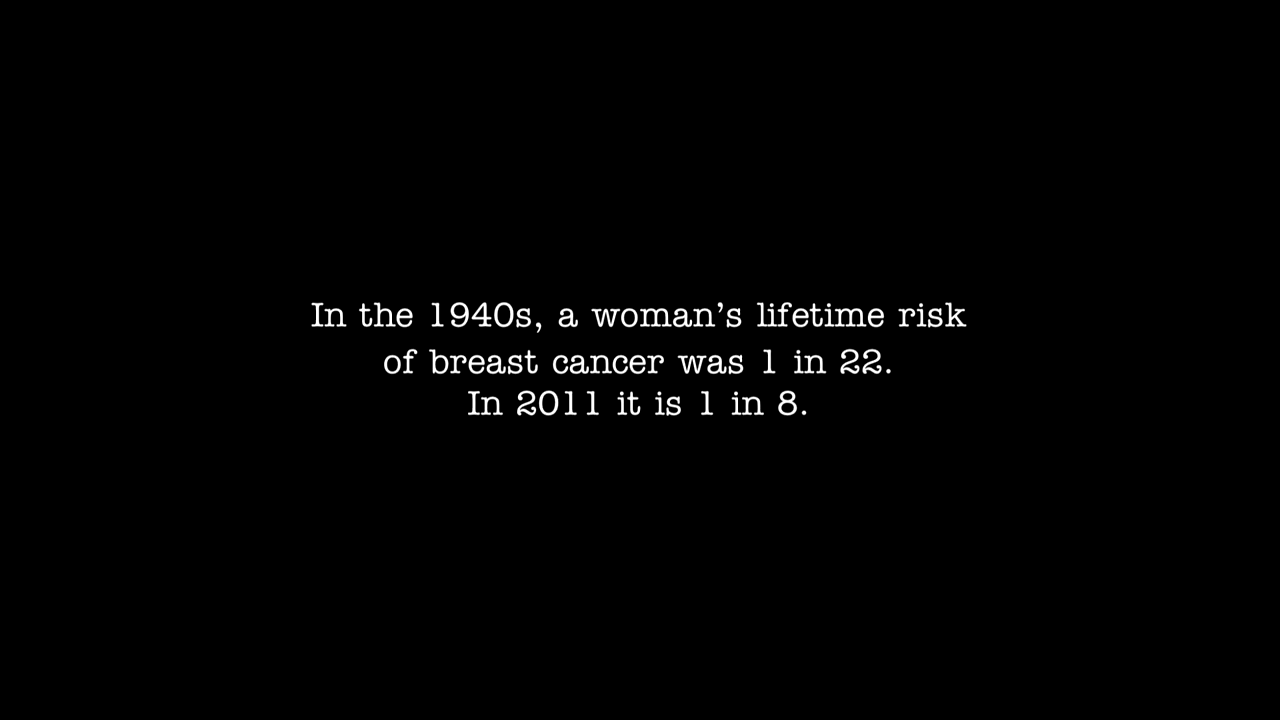 In the 1940s, a woman’s lifetime risk
of breast cancer was 1 in 22.
In 2011 it is 1 in 8.